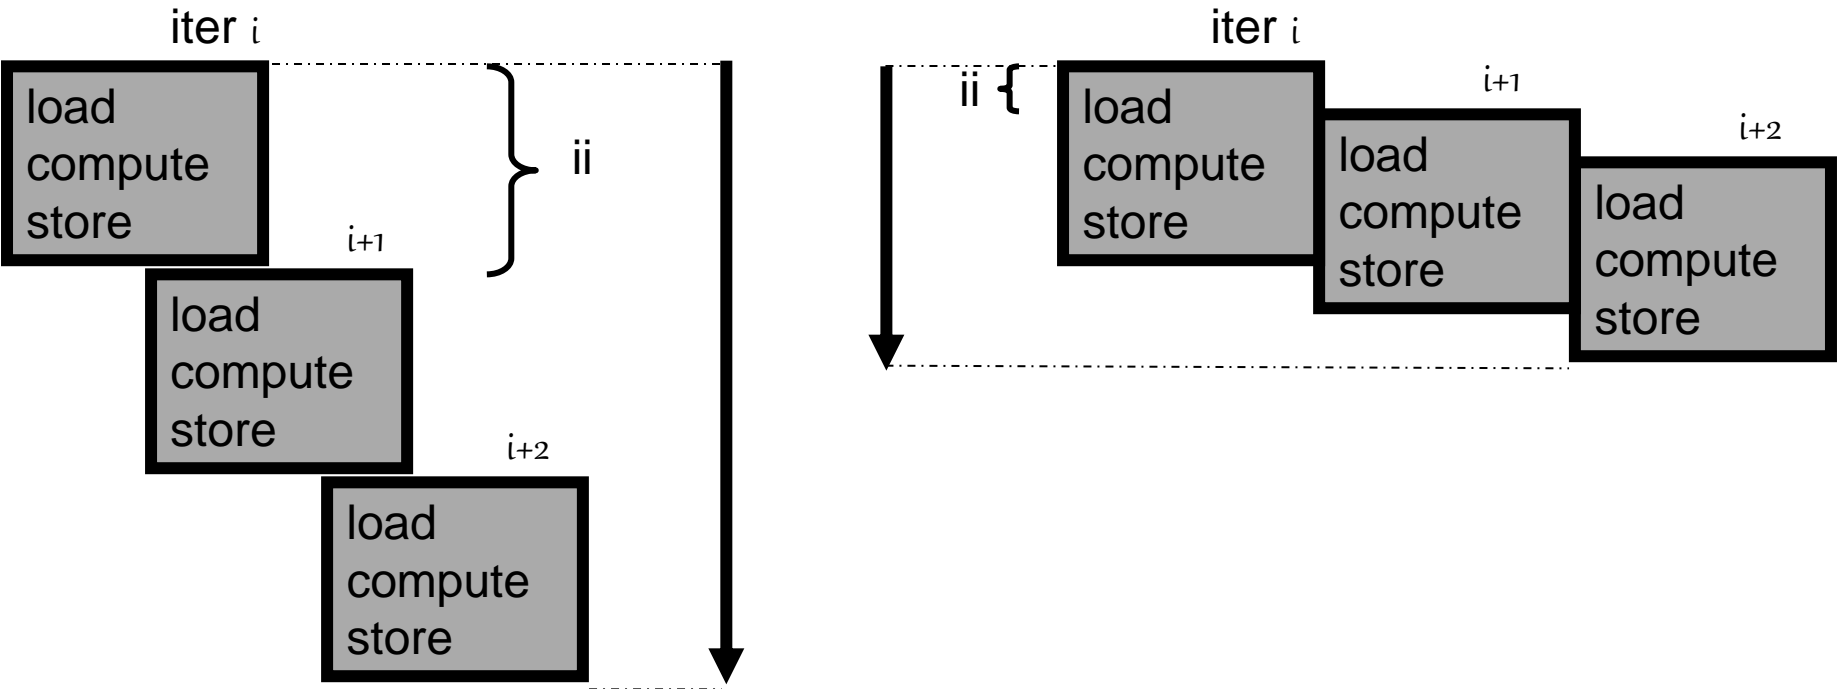 iter i
load
compute
store
ii
i+1
load
compute
store
i+2
load
compute
store
iter i
ii
load
compute
store
i+1
load
compute
store
i+2
load
compute
store